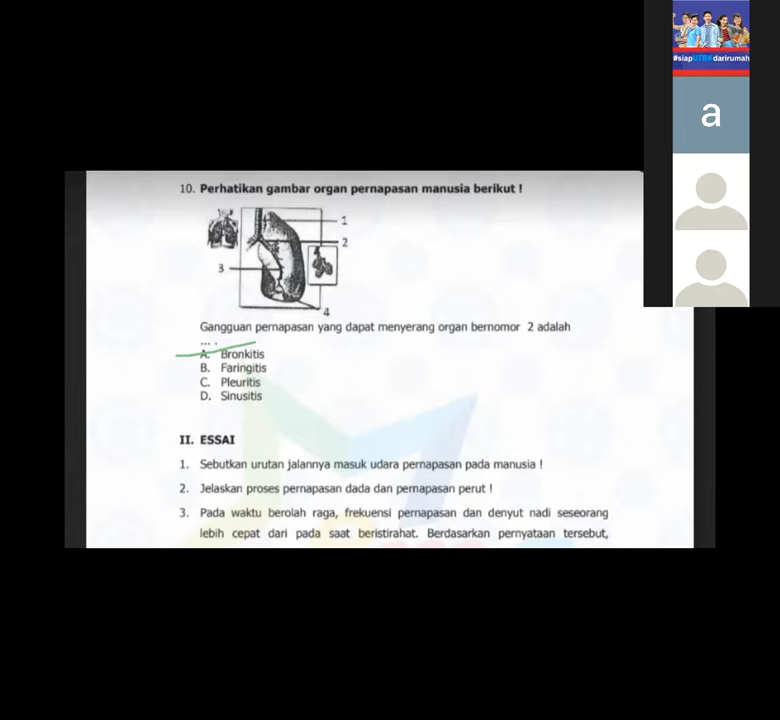 #siapUTBKdarirumah
a
10. Perhatikan gambar organ pernapasan manusia berikut !
1
2
3
4
Gangguan pernapasan yang dapat menyerang organ bernomor 2 adalah
... .
A. Bronkitis
B. Faringitis
C. Pleuritis
D. Sinusitis
II. ESSAI
1. Sebutkan urutan jalannya masuk udara pernapasan pada manusia !
2. Jelaskan proses pernapasan dada dan pernapasan perut !
3. Pada waktu berolah raga, frekuensi pernapasan dan denyut nadi seseorang
lebih cepat dari pada saat beristirahat. Berdasarkan pernyataan tersebut,